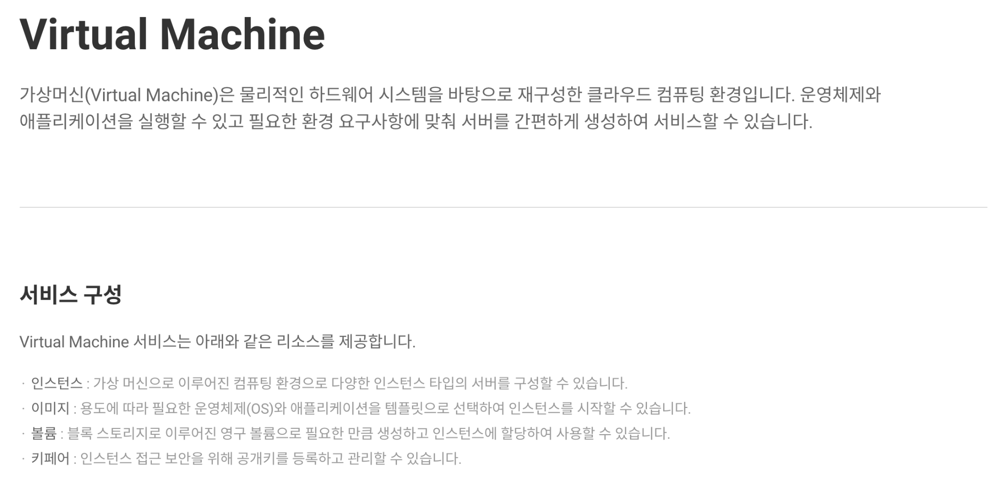 Virtual Machine
가상머신(Virtual Machine)은 물리적인 하드웨어 시스템을 바탕으로 재구성한 클라우드 컴퓨팅 환경입니다. 운영체제와
애플리케이션을 실행할 수 있고 필요한 환경 요구사항에 맞춰 서버를 간편하게 생성하여 서비스할 수 있습니다.
서비스 구성
Virtual Machine 서비스는 아래와 같은 리소스를 제공합니다.
· 인스턴스 : 가상 머신으로 이루어진 컴퓨팅 환경으로 다양한 인스턴스 타입의 서버를 구성할 수 있습니다.
· 이미지 : 용도에 따라 필요한 운영체제(OS)와 애플리케이션을 템플릿으로 선택하여 인스턴스를 시작할 수 있습니다.
· 볼륨 : 블록 스토리지로 이루어진 영구 볼륨으로 필요한 만큼 생성하고 인스턴스에 할당하여 사용할 수 있습니다.
· 키페어 : 인스턴스 접근 보안을 위해 공개키를 등록하고 관리할 수 있습니다.